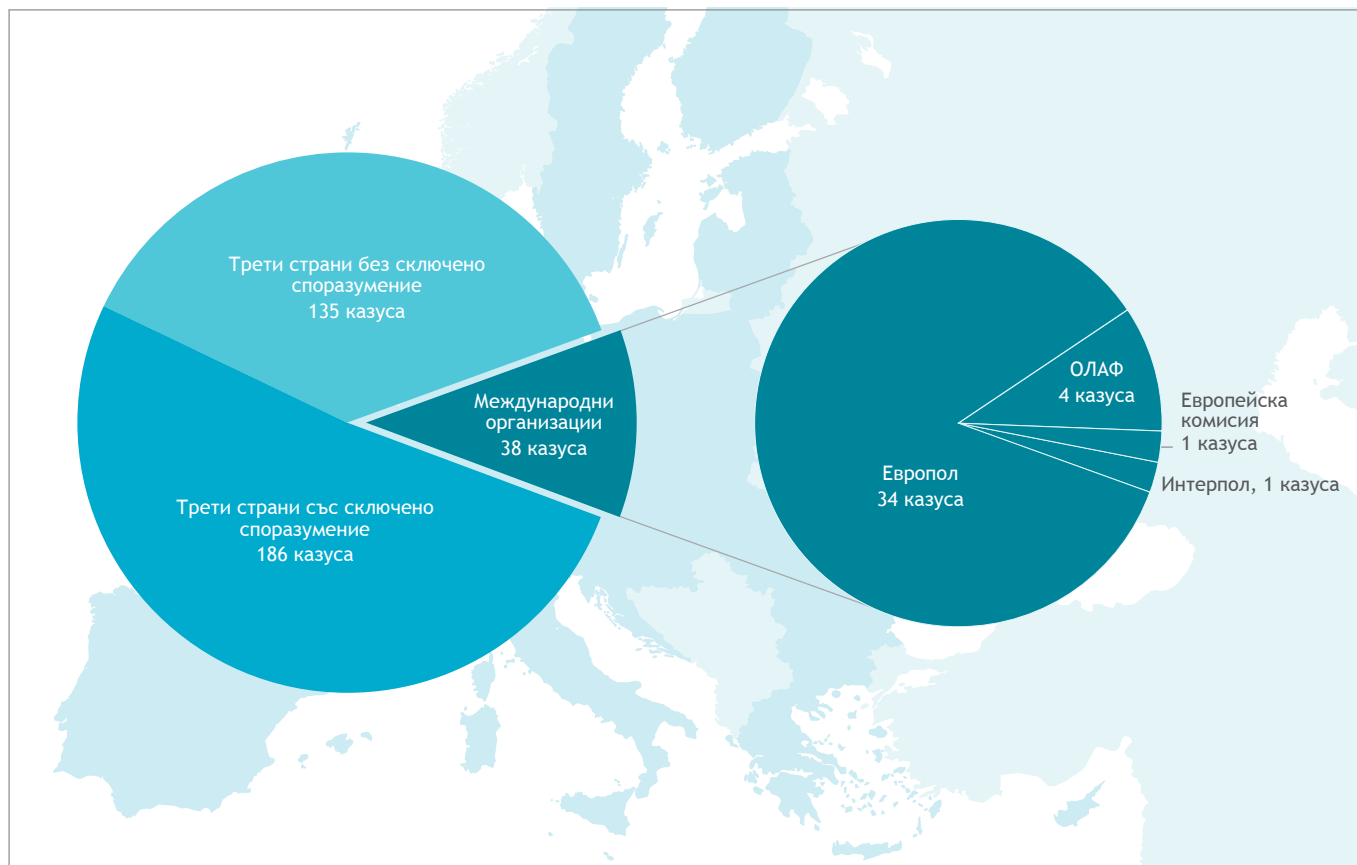 Трети страни без сключено
споразумение
135 казуса
Международни
организации
38 казуса
Трети страни със сключено
споразумение
186 казуса
ОЛАФ
4 казуса
Европейска
комисия
1 казуса
Интерпол, 1 казуса
Европол
34 казуса